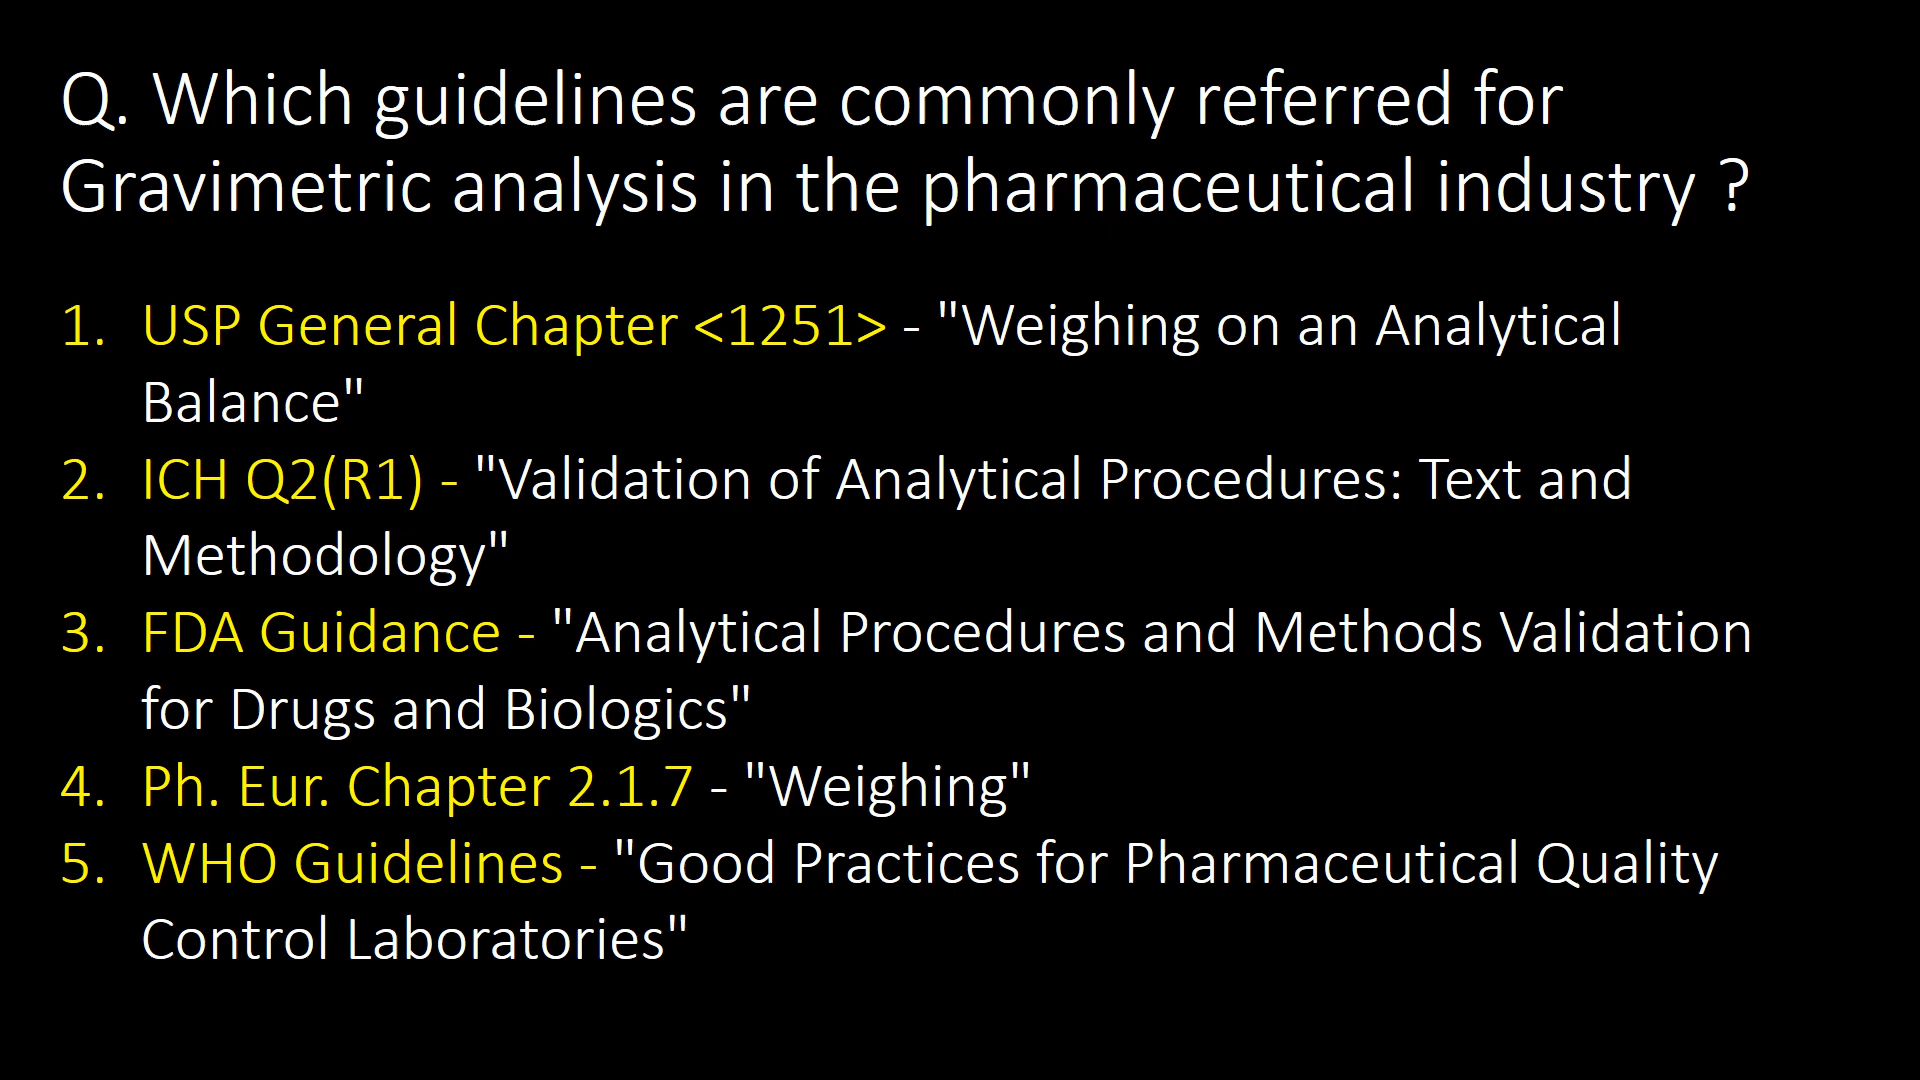 Q. Which guidelines are commonly referred for
Gravimetric analysis in the pharmaceutical industry ?
1. USP General Chapter <1251> - "Weighing on an Analytical
Balance"
2. ICH Q2(R1) - "Validation of Analytical Procedures: Text and
Methodology"
3. FDA Guidance - "Analytical Procedures and Methods Validation
for Drugs and Biologics"
4. Ph. Eur. Chapter 2.1.7 - "Weighing"
5. WHO Guidelines - "Good Practices for Pharmaceutical Quality
Control Laboratories"